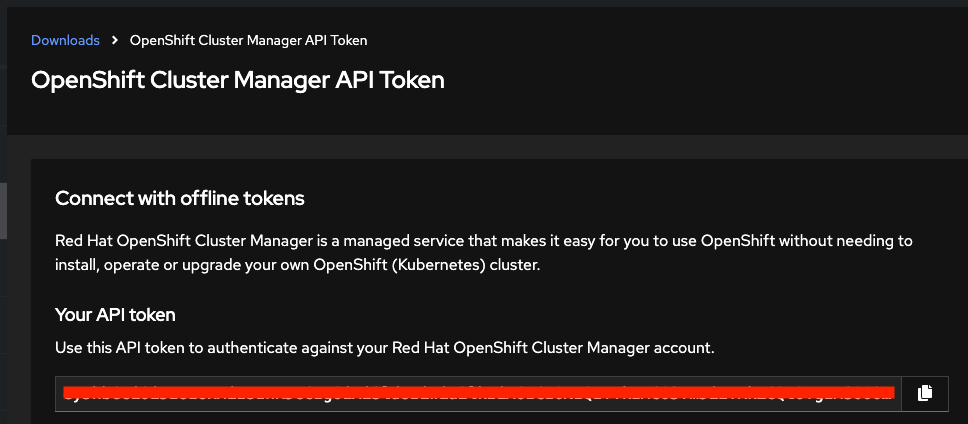 Downloads > OpenShift Cluster Manager API Token
OpenShift Cluster Manager API Token
Connect with offline tokens
Red Hat OpenShift Cluster Manager is a managed service that makes it easy for you to use OpenShift without needing to
install, operate or upgrade your own OpenShift (Kubernetes) cluster.
Your API token
Use this API token to authenticate against your Red Hat OpenShift Cluster Manager account.